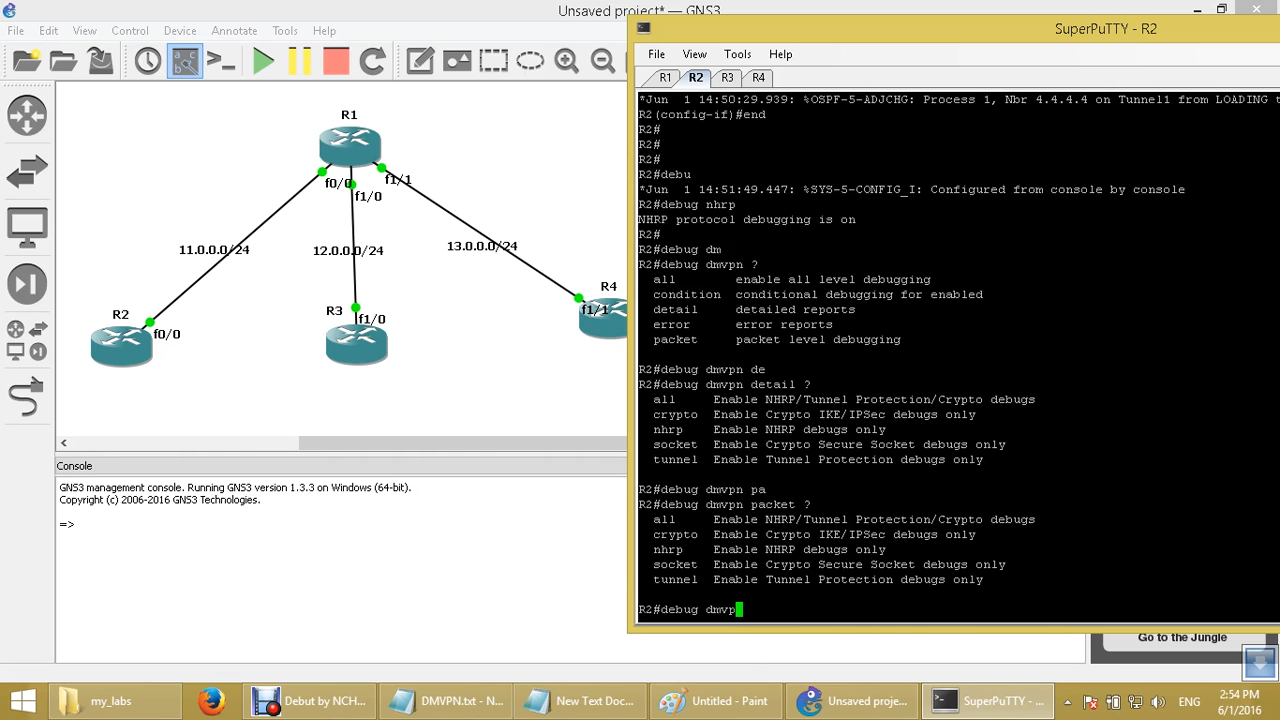 Unsaved project* — GNS3
File Edit View Control Device Annotate Tools Help
R1
f0/0
f1/1
f1/0
11.0.0.0/24
12.0.0.0/24
13.0.0.0/24
R2
f0/0
R3
f1/0
R4
f1/1
Console
GNS3 management console. Running GNS3 version 1.3.3 on Windows (64-bit).
Copyright (c) 2006-2016 GNS3 Technologies.
=>
SuperPuTTY - R2
File View Tools Help
R1 R2 R3 R4
*Jun 1 14:50:29.939: %OSPF-5-ADJCHG: Process 1, Nbr 4.4.4.4 on Tunnel1 from LOADING t
R2(config-if)#end
R2#
R2#
R2#
R2#debu
*Jun 1 14:51:49.447: %SYS-5-CONFIG_I: Configured from console by console
R2#debug nhrp
NHRP protocol debugging is on
R2#
R2#debug dm
R2#debug dmvpn ?
all enable all level debugging
condition conditional debugging for enabled
detail detailed reports
error error reports
packet packet level debugging
R2#debug dmvpn de
R2#debug dmvpn detail ?
all Enable NHRP/Tunnel Protection/Crypto debugs
crypto Enable Crypto IKE/IPSec debugs only
nhrp Enable NHRP debugs only
socket Enable Crypto Secure Socket debugs only
tunnel Enable Tunnel Protection debugs only
R2#debug dmvpn pa
R2#debug dmvpn packet ?
all Enable NHRP/Tunnel Protection/Crypto debugs
crypto Enable Crypto IKE/IPSec debugs only
nhrp Enable NHRP debugs only
socket Enable Crypto Secure Socket debugs only
tunnel Enable Tunnel Protection debugs only
R2#debug dmvp
Go to the Jungle
my_labs
Debut by NCH...
DMVPN.txt - N...
New Text Doc...
Untitled - Paint
Unsaved proje...
SuperPuTTY - ...
ENG
2:54 PM
6/1/2016